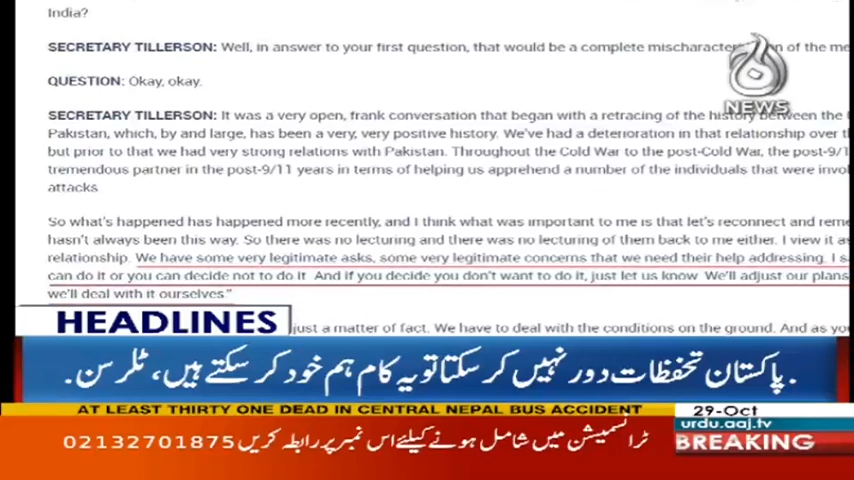 India?
SECRETARY TILLERSON: Well, in answer to your first question, that would be a complete mischaracte of the me
QUESTION: Okay, okay.
SECRETARY TILLERSON: It was a very open, frank conversation that began with a retracing of the history between the
Pakistan, which, by and large, has been a very, very positive history. We've had a deterioration in that relationship over
but prior to that we had very strong relations with Pakistan. Throughout the Cold War to the post-Cold War, the post-9/1
tremendous partner in the post-9/11 years in terms of helping us apprehend a number of the individuals that were invo
attacks.
So what's happened has happened more recently, and I think what was important to me is that let's reconnect and reme
hasn't always been this way. So there was no lecturing and there was no lecturing of them back to me either. I view it a
relationship. We have some very legitimate asks, some very legitimate concerns that we need their help addressing. I s
can do it or you can decide not to do it. And if you decide you don't want to do it, just let us know. We'll adjust our plans
we'll deal with it ourselves."
just a matter of fact. We have to deal with the conditions on the ground. And as yo
آج
NEWS
HEADLINES
پاکستان تحفظات دور نہیں کر سکتا تو یہ کام ہم خود کر سکتے ہیں، ٹلرسن.
AT LEAST THIRTY ONE DEAD IN CENTRAL NEPAL BUS ACCIDENT
29-Oct
urdu.aaj.tv
BREAKING
ٹرانسمیشن میں شامل ہونے کیلئے اس نمبر پر رابطہ کریں 02132701875